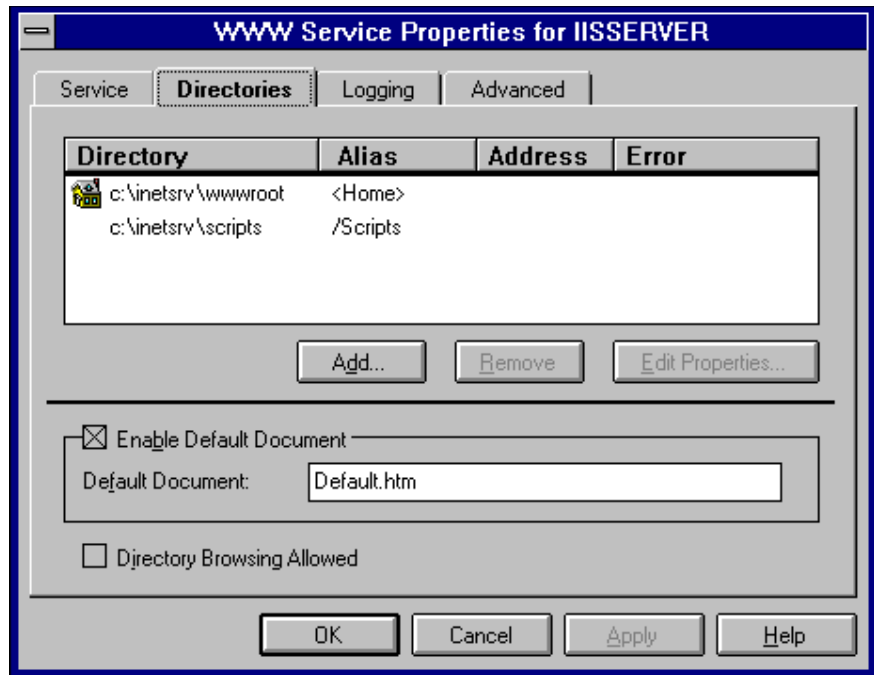 WWW Service Properties for IISSERVER
Service Directories Logging Advanced
Directory Alias Address Error
c:\inetsrv\wwwroot <Home>
c:\inetsrv\scripts /Scripts
Add... Remove Edit Properties...
Enable Default Document
Default Document: Default.htm
Directory Browsing Allowed
OK Cancel Apply Help